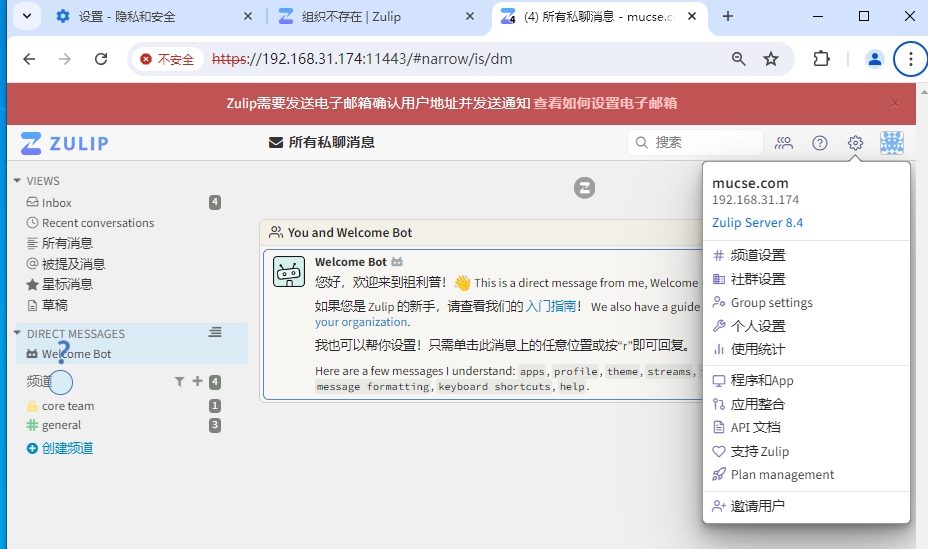 设置 - 隐私和安全
组织不存在 | Zulip
(4) 所有私聊消息 - mucse.c
不安全
https://192.168.31.174:11443/#narrow/is/dm
Zulip需要发送电子邮箱确认用户地址并发送通知 查看如何设置电子邮箱
ZULIP
所有私聊消息
搜索
VIEWS
Inbox 4
Recent conversations
所有消息
@ 被提及消息
星标消息
草稿
DIRECT MESSAGES
Welcome Bot
频道 4
core team 1
general 3
创建频道
You and Welcome Bot
Welcome Bot
您好，欢迎来到祖利普！👋 This is a direct message from me, Welcome
如果您是 Zulip 的新手，请查看我们的 入门指南！ We also have a guide
your organization.
我也可以帮你设置！只需单击此消息上的任意位置或按“r”即可回复。
Here are a few messages I understand: apps, profile, theme, streams,
message formatting, keyboard shortcuts, help.
mucse.com
192.168.31.174
Zulip Server 8.4
频道设置
社群设置
Group settings
个人设置
使用统计
程序和App
应用整合
API 文档
支持 Zulip
Plan management
邀请用户